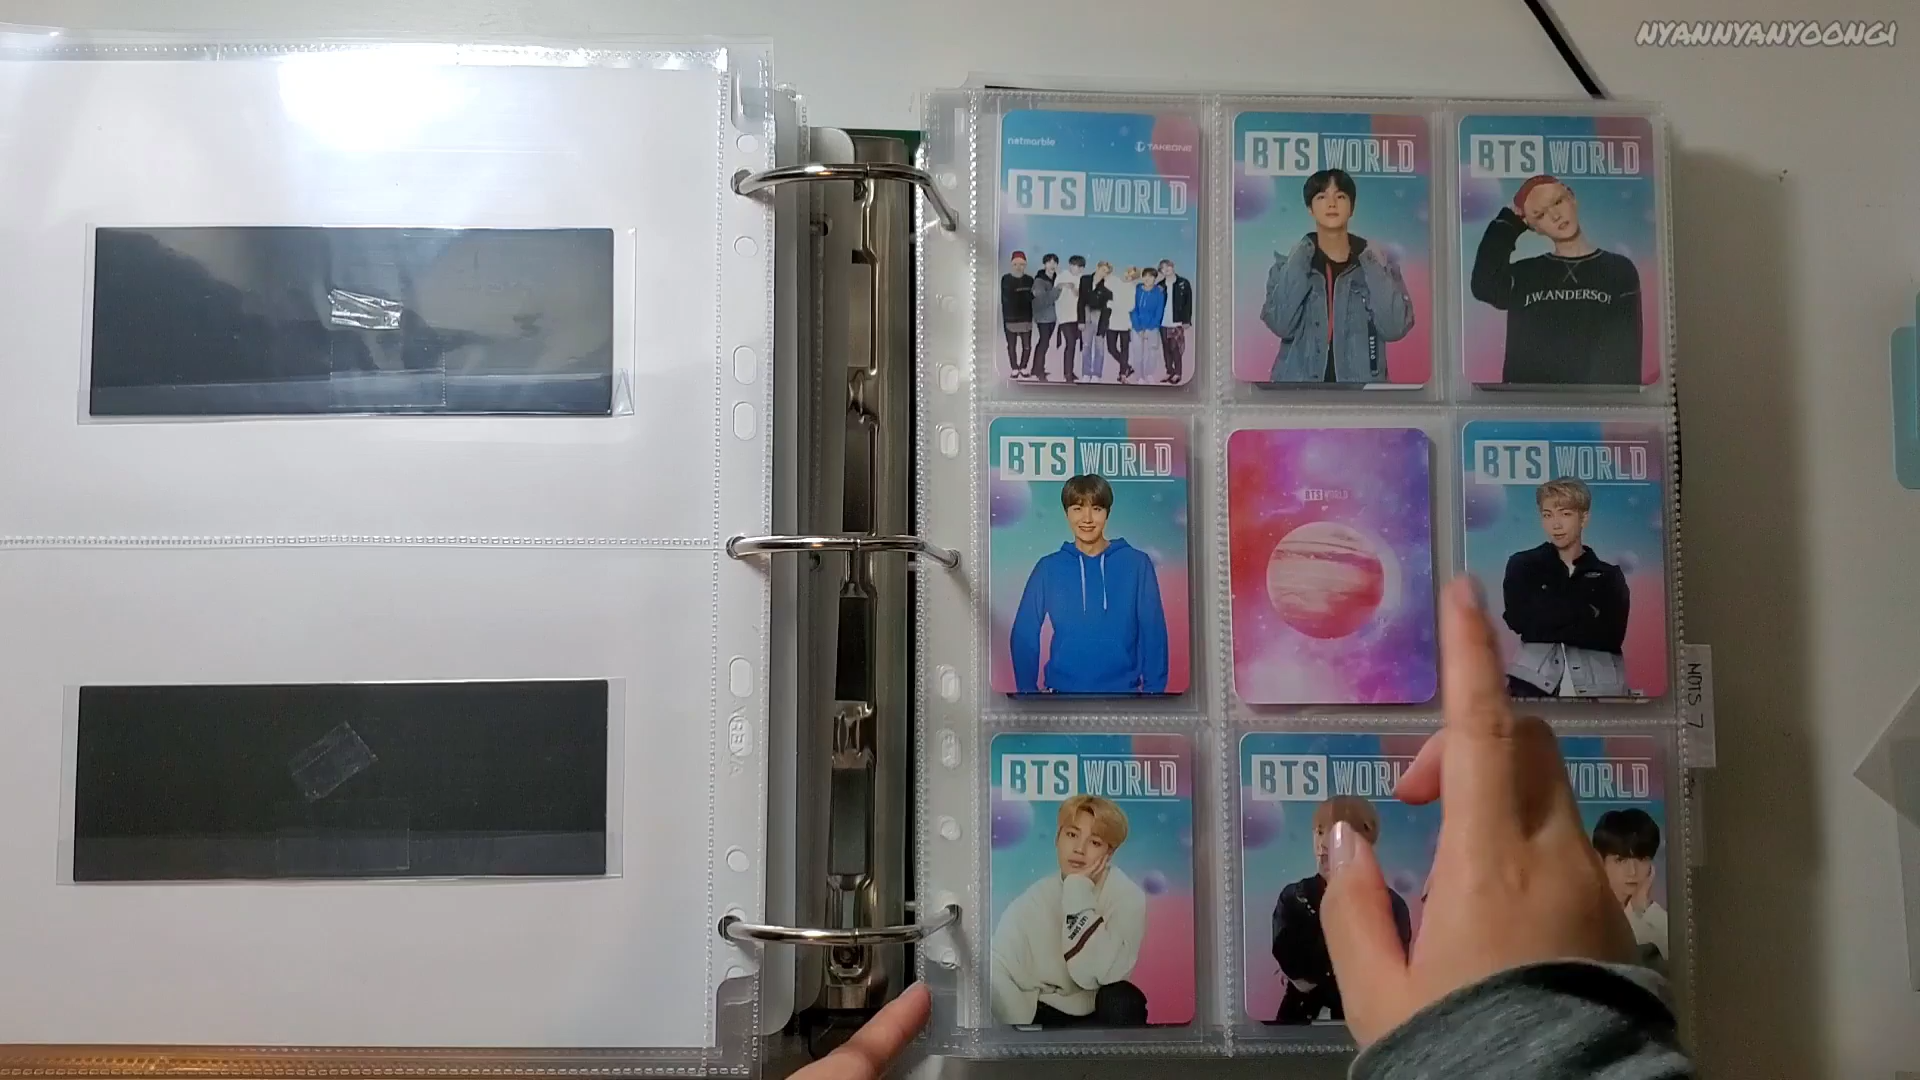 NYANNYANYOONGI
netmarble
TAKEONE
BTS WORLD
BTS WORLD
BTS WORLD
J.W.ANDERSO
BTS WORLD
BTS WORLD
BTS WORLD
MOTS 7
BTS WORLD
BTS WORL
WORLD